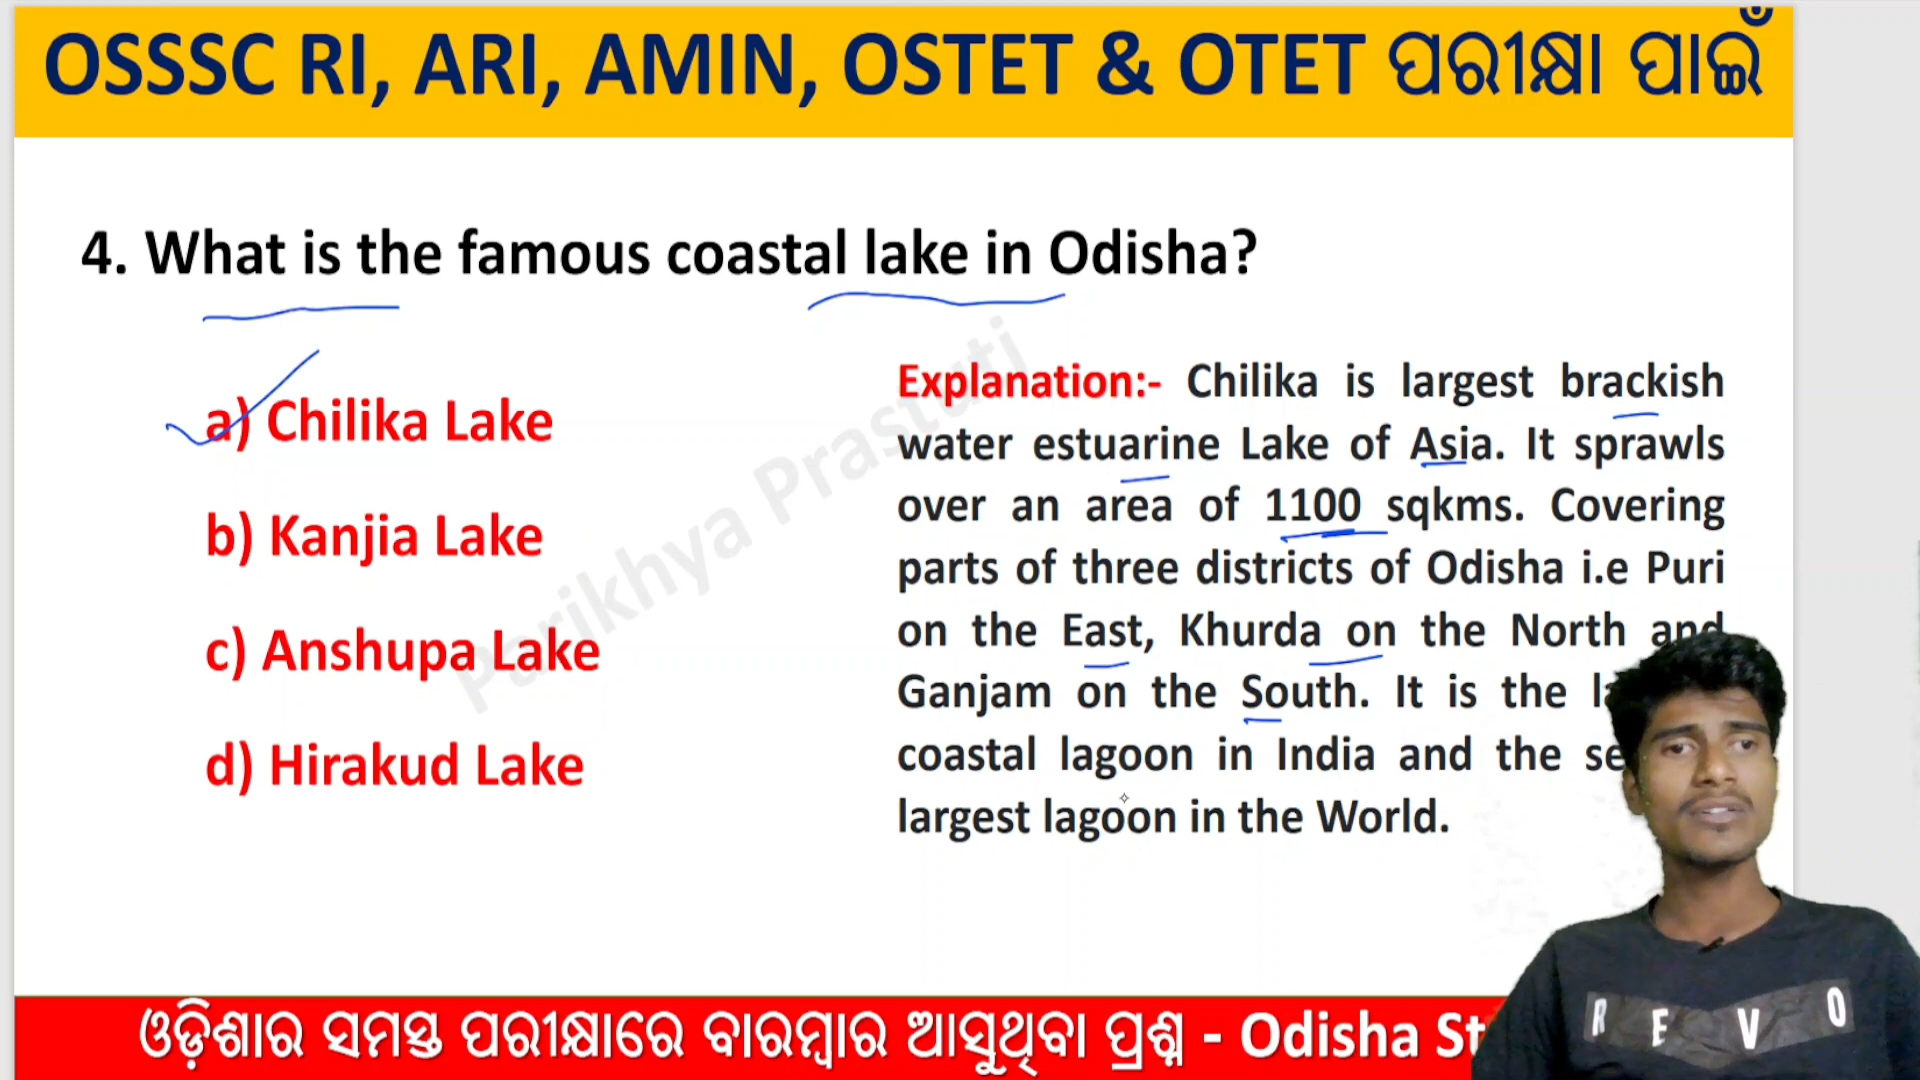 OSSSC RI, ARI, AMIN, OSTET & OTET ପରୀକ୍ଷା ପାଇଁ
4. What is the famous coastal lake in Odisha?
a) Chilika Lake
b) Kanjia Lake
c) Anshupa Lake
d) Hirakud Lake
Explanation:- Chilika is largest brackish
water estuarine Lake of Asia. It sprawls
over an area of 1100 sqkms. Covering
parts of three districts of Odisha i.e Puri
on the East, Khurda on the North and
Ganjam on the South. It is the
coastal lagoon in India and the
largest lagoon in the World.
Parikhya Prastuti
ଓଡ଼ିଶାର ସମସ୍ତ ପରୀକ୍ଷାରେ ବାରମ୍ବାର ଆସୁଥିବା ପ୍ରଶ୍ନ - Odisha
REVO